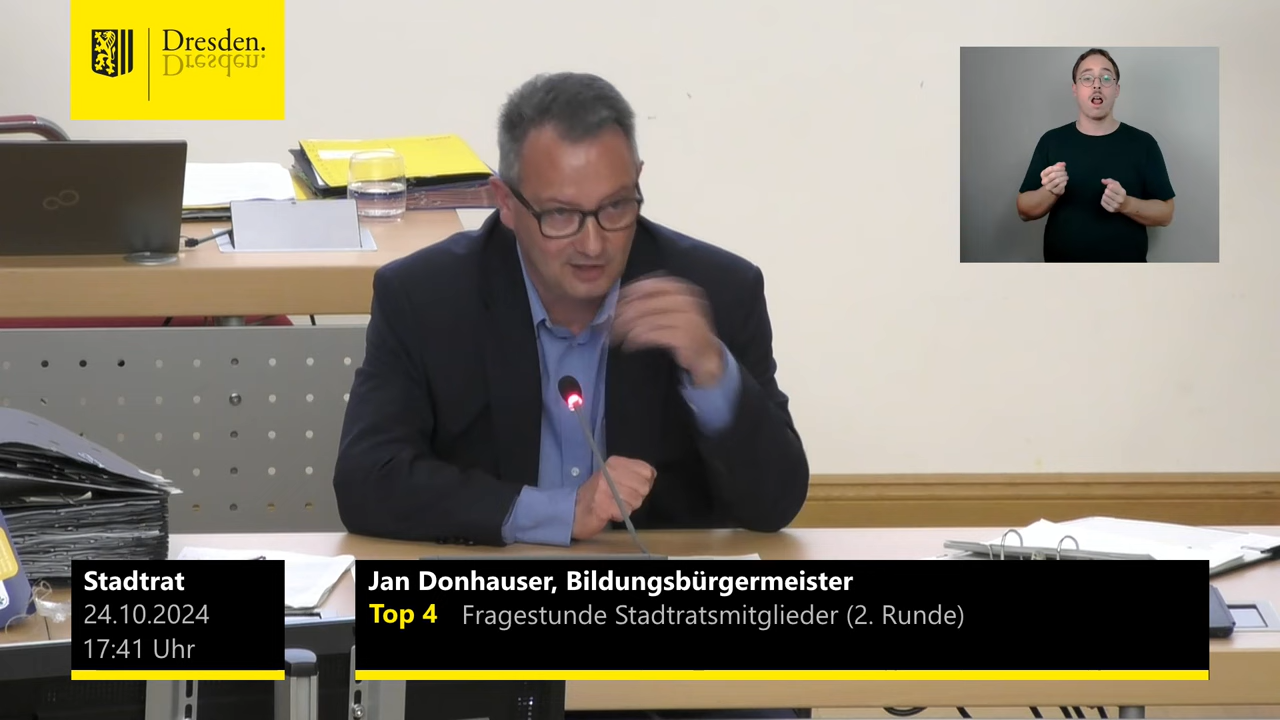 Dresden.
Dresden.
Stadtrat
24.10.2024
17:41 Uhr
Jan Donhauser, Bildungsbürgermeister
Top 4 Fragestunde Stadtratsmitglieder (2. Runde)